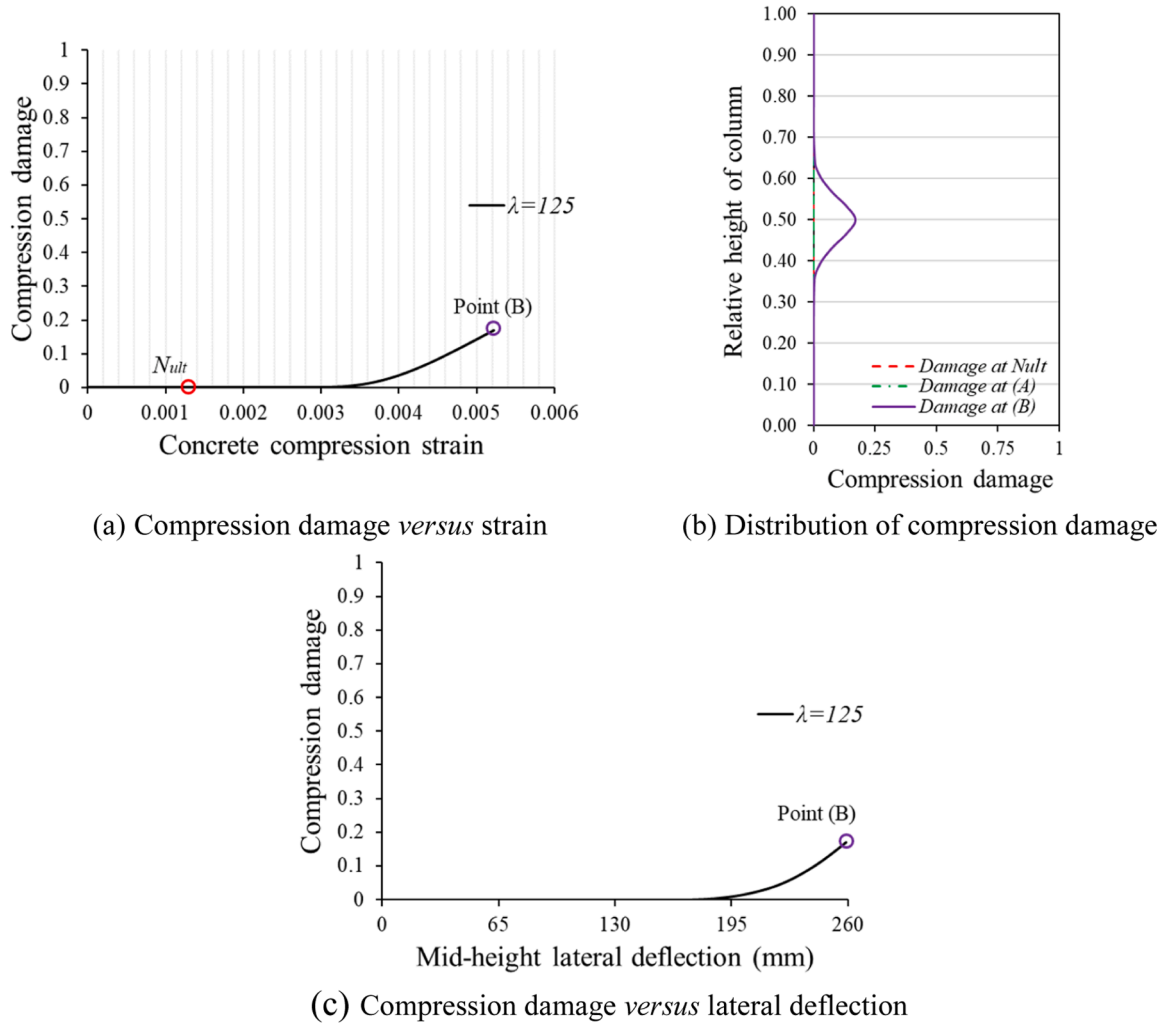 Compression damage
1
0.9
0.8
0.7
0.6
0.5
0.4
0.3
0.2
0.1
0
λ=125
Point (B)
Nult
0 0.001 0.002 0.003 0.004 0.005 0.006
Concrete compression strain
(a) Compression damage versus strain
Relative height of column
1.00
0.90
0.80
0.70
0.60
0.50
0.40
0.30
0.20
0.10
0.00
Damage at Nult
Damage at (A)
Damage at (B)
0 0.25 0.5 0.75 1
Compression damage
(b) Distribution of compression damage
Compression damage
1
0.9
0.8
0.7
0.6
0.5
0.4
0.3
0.2
0.1
0
λ=125
Point (B)
0 65 130 195 260
Mid-height lateral deflection (mm)
(c) Compression damage versus lateral deflection